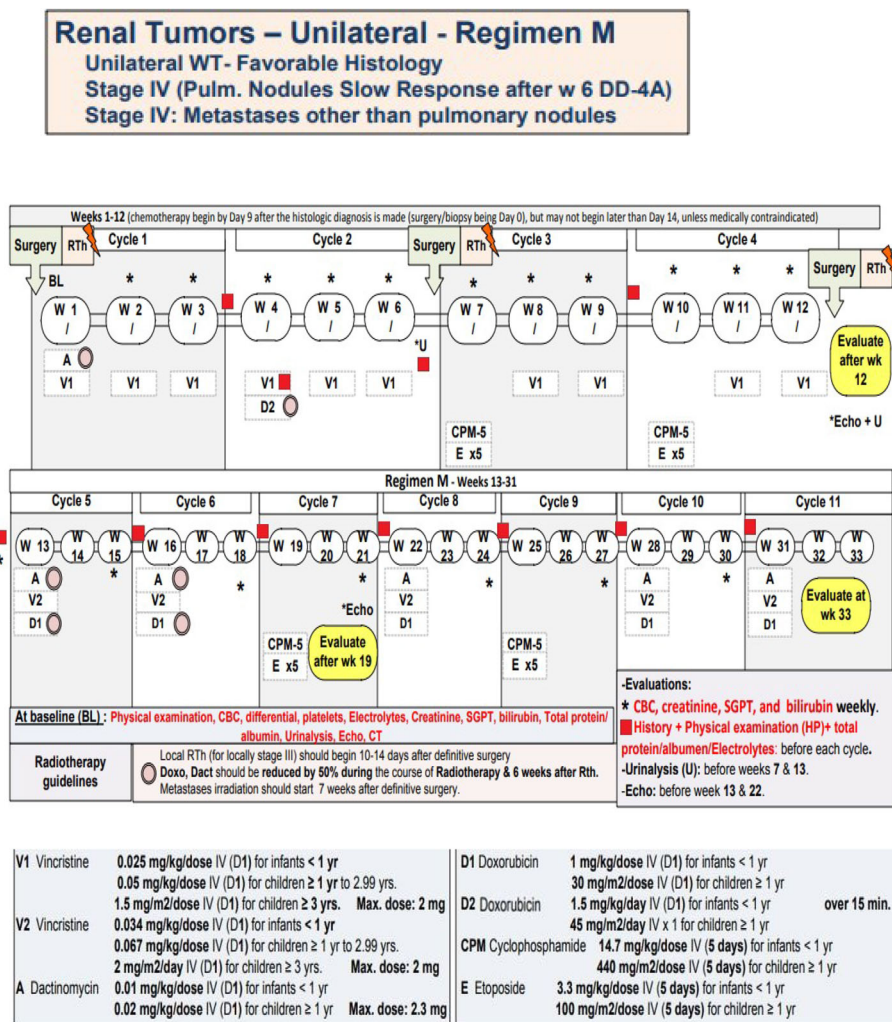 Renal Tumors – Unilateral - Regimen M
Unilateral WT- Favorable Histology
Stage IV (Pulm. Nodules Slow Response after w 6 DD-4A)
Stage IV: Metastases other than pulmonary nodules
Weeks 1-12 (chemotherapy begin by Day 9 after the histologic diagnosis is made (surgery/biopsy being Day 0), but may not begin later than Day 14, unless medically contraindicated)
Surgery RTh Cycle 1 Cycle 2 Surgery RTh Cycle 3 Cycle 4 Surgery RTh
BL * * * * * * * * * * *
W 1 / W 2 / W 3 / W 4 / W 5 / W 6 / W 7 / W 8 / W 9 / W 10 / W 11 / W 12 /
*U
Evaluate after wk 12
A
V1 V1 V1 V1 V1 V1 V1 V1 V1 V1
D2
*Echo + U
CPM-5 CPM-5
E x5 E x5
Regimen M - Weeks 13-31
Cycle 5 Cycle 6 Cycle 7 Cycle 8 Cycle 9 Cycle 10 Cycle 11
W 13 W 14 W 15 W 16 W 17 W 18 W 19 W 20 W 21 W 22 W 23 W 24 W 25 W 26 W 27 W 28 W 29 W 30 W 31 W 32 W 33
* * * * * * *
A A A A A
V2 V2 V2 V2 V2
D1 D1 D1 D1 D1
*Echo
Evaluate at wk 33
CPM-5 CPM-5
E x5 E x5
Evaluate after wk 19
At baseline (BL) : Physical examination, CBC, differential, platelets, Electrolytes, Creatinine, SGPT, bilirubin, Total protein/
albumin, Urinalysis, Echo, CT
Radiotherapy guidelines
Local RTh (for locally stage III) should begin 10-14 days after definitive surgery
Doxo, Dact should be reduced by 50% during the course of Radiotherapy & 6 weeks after Rth.
Metastases irradiation should start 7 weeks after definitive surgery.
-Evaluations:
* CBC, creatinine, SGPT, and bilirubin weekly.
History + Physical examination (HP)+ total
protein/albumen/Electrolytes: before each cycle.
-Urinalysis (U): before weeks 7 & 13.
-Echo: before week 13 & 22.
V1 Vincristine 0.025 mg/kg/dose IV (D1) for infants < 1 yr
0.05 mg/kg/dose IV (D1) for children ≥ 1 yr to 2.99 yrs.
1.5 mg/m2/dose IV (D1) for children ≥ 3 yrs. Max. dose: 2 mg
V2 Vincristine 0.034 mg/kg/dose IV (D1) for infants < 1 yr
0.067 mg/kg/dose IV (D1) for children ≥ 1 yr to 2.99 yrs.
2 mg/m2/day IV (D1) for children ≥ 3 yrs. Max. dose: 2 mg
A Dactinomycin 0.01 mg/kg/dose IV (D1) for infants < 1 yr
0.02 mg/kg/dose IV (D1) for children ≥ 1 yr Max. dose: 2.3 mg
D1 Doxorubicin 1 mg/kg/dose IV (D1) for infants < 1 yr
30 mg/m2/dose IV (D1) for children ≥ 1 yr
D2 Doxorubicin 1.5 mg/kg/day IV (D1) for infants < 1 yr over 15 min.
45 mg/m2/day IV x 1 for children ≥ 1 yr
CPM Cyclophosphamide 14.7 mg/kg/dose IV (5 days) for infants < 1 yr
440 mg/m2/dose IV (5 days) for children ≥ 1 yr
E Etoposide 3.3 mg/kg/dose IV (5 days) for infants < 1 yr
100 mg/m2/dose IV (5 days) for children ≥ 1 yr